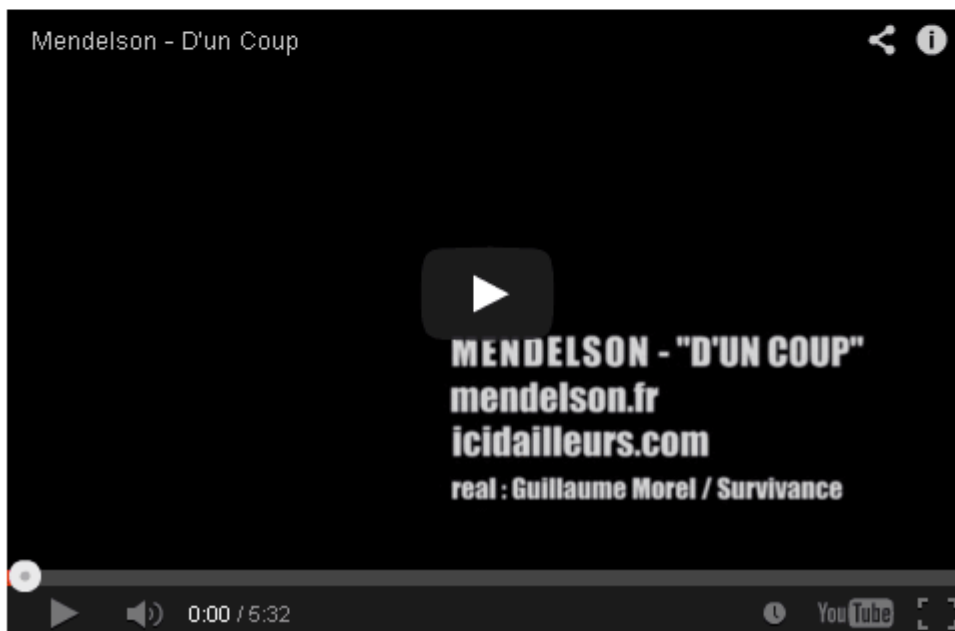 Mendelson - D'un Coup
MENDELSON - "D'UN COUP"
mendelson.fr
icidailleurs.com
real : Guillaume Morel / Survivance
0:00 / 5:32
YouTube